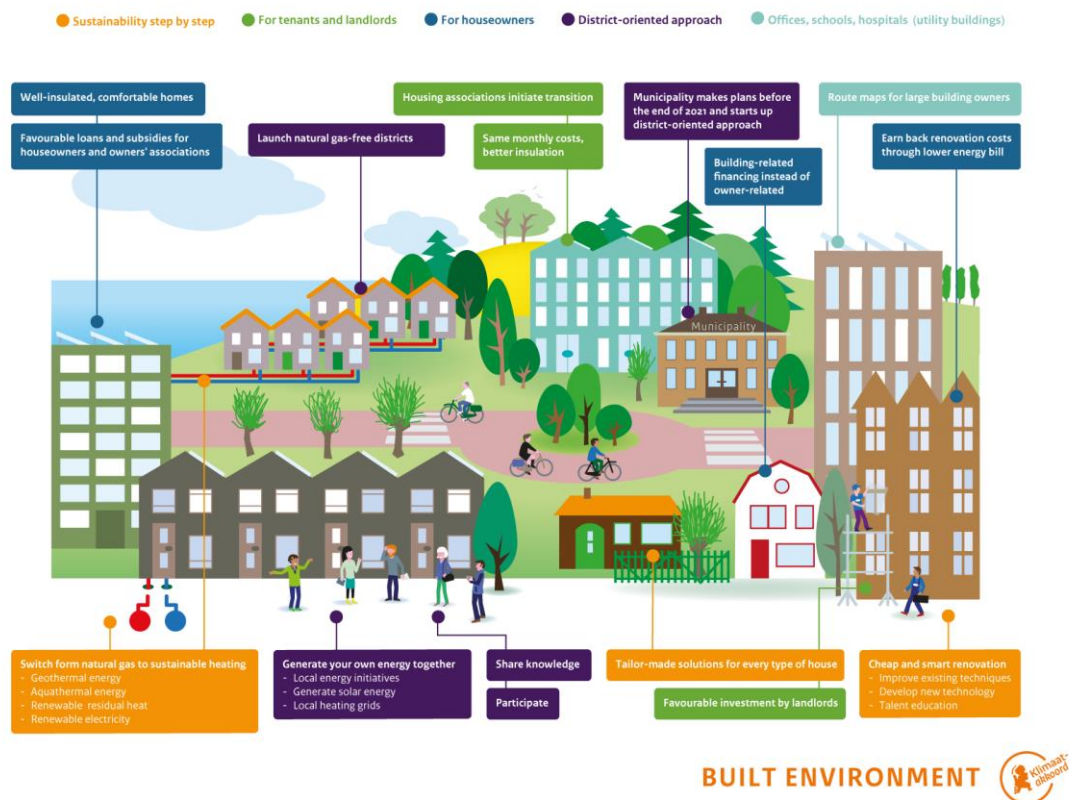 Sustainability step by step
For tenants and landlords
For houseowners
District-oriented approach
Offices, schools, hospitals (utility buildings)
Well-insulated, comfortable homes
Favourable loans and subsidies for
houseowners and owners' associations
Launch natural gas-free districts
Housing associations initiate transition
Same monthly costs,
better insulation
Municipality makes plans before
the end of 2021 and starts up
district-oriented approach
Building-related
financing instead of
owner-related
Route maps for large building owners
Earn back renovation costs
through lower energy bill
Municipality
Switch form natural gas to sustainable heating
- Geothermal energy
- Aquathermal energy
- Renewable residual heat
- Renewable electricity
Generate your own energy together
- Local energy initiatives
- Generate solar energy
- Local heating grids
Share knowledge
Participate
Tailor-made solutions for every type of house
Favourable investment by landlords
Cheap and smart renovation
- Improve existing techniques
- Develop new technology
- Talent education
BUILT ENVIRONMENT
Klimaat-
akkoord